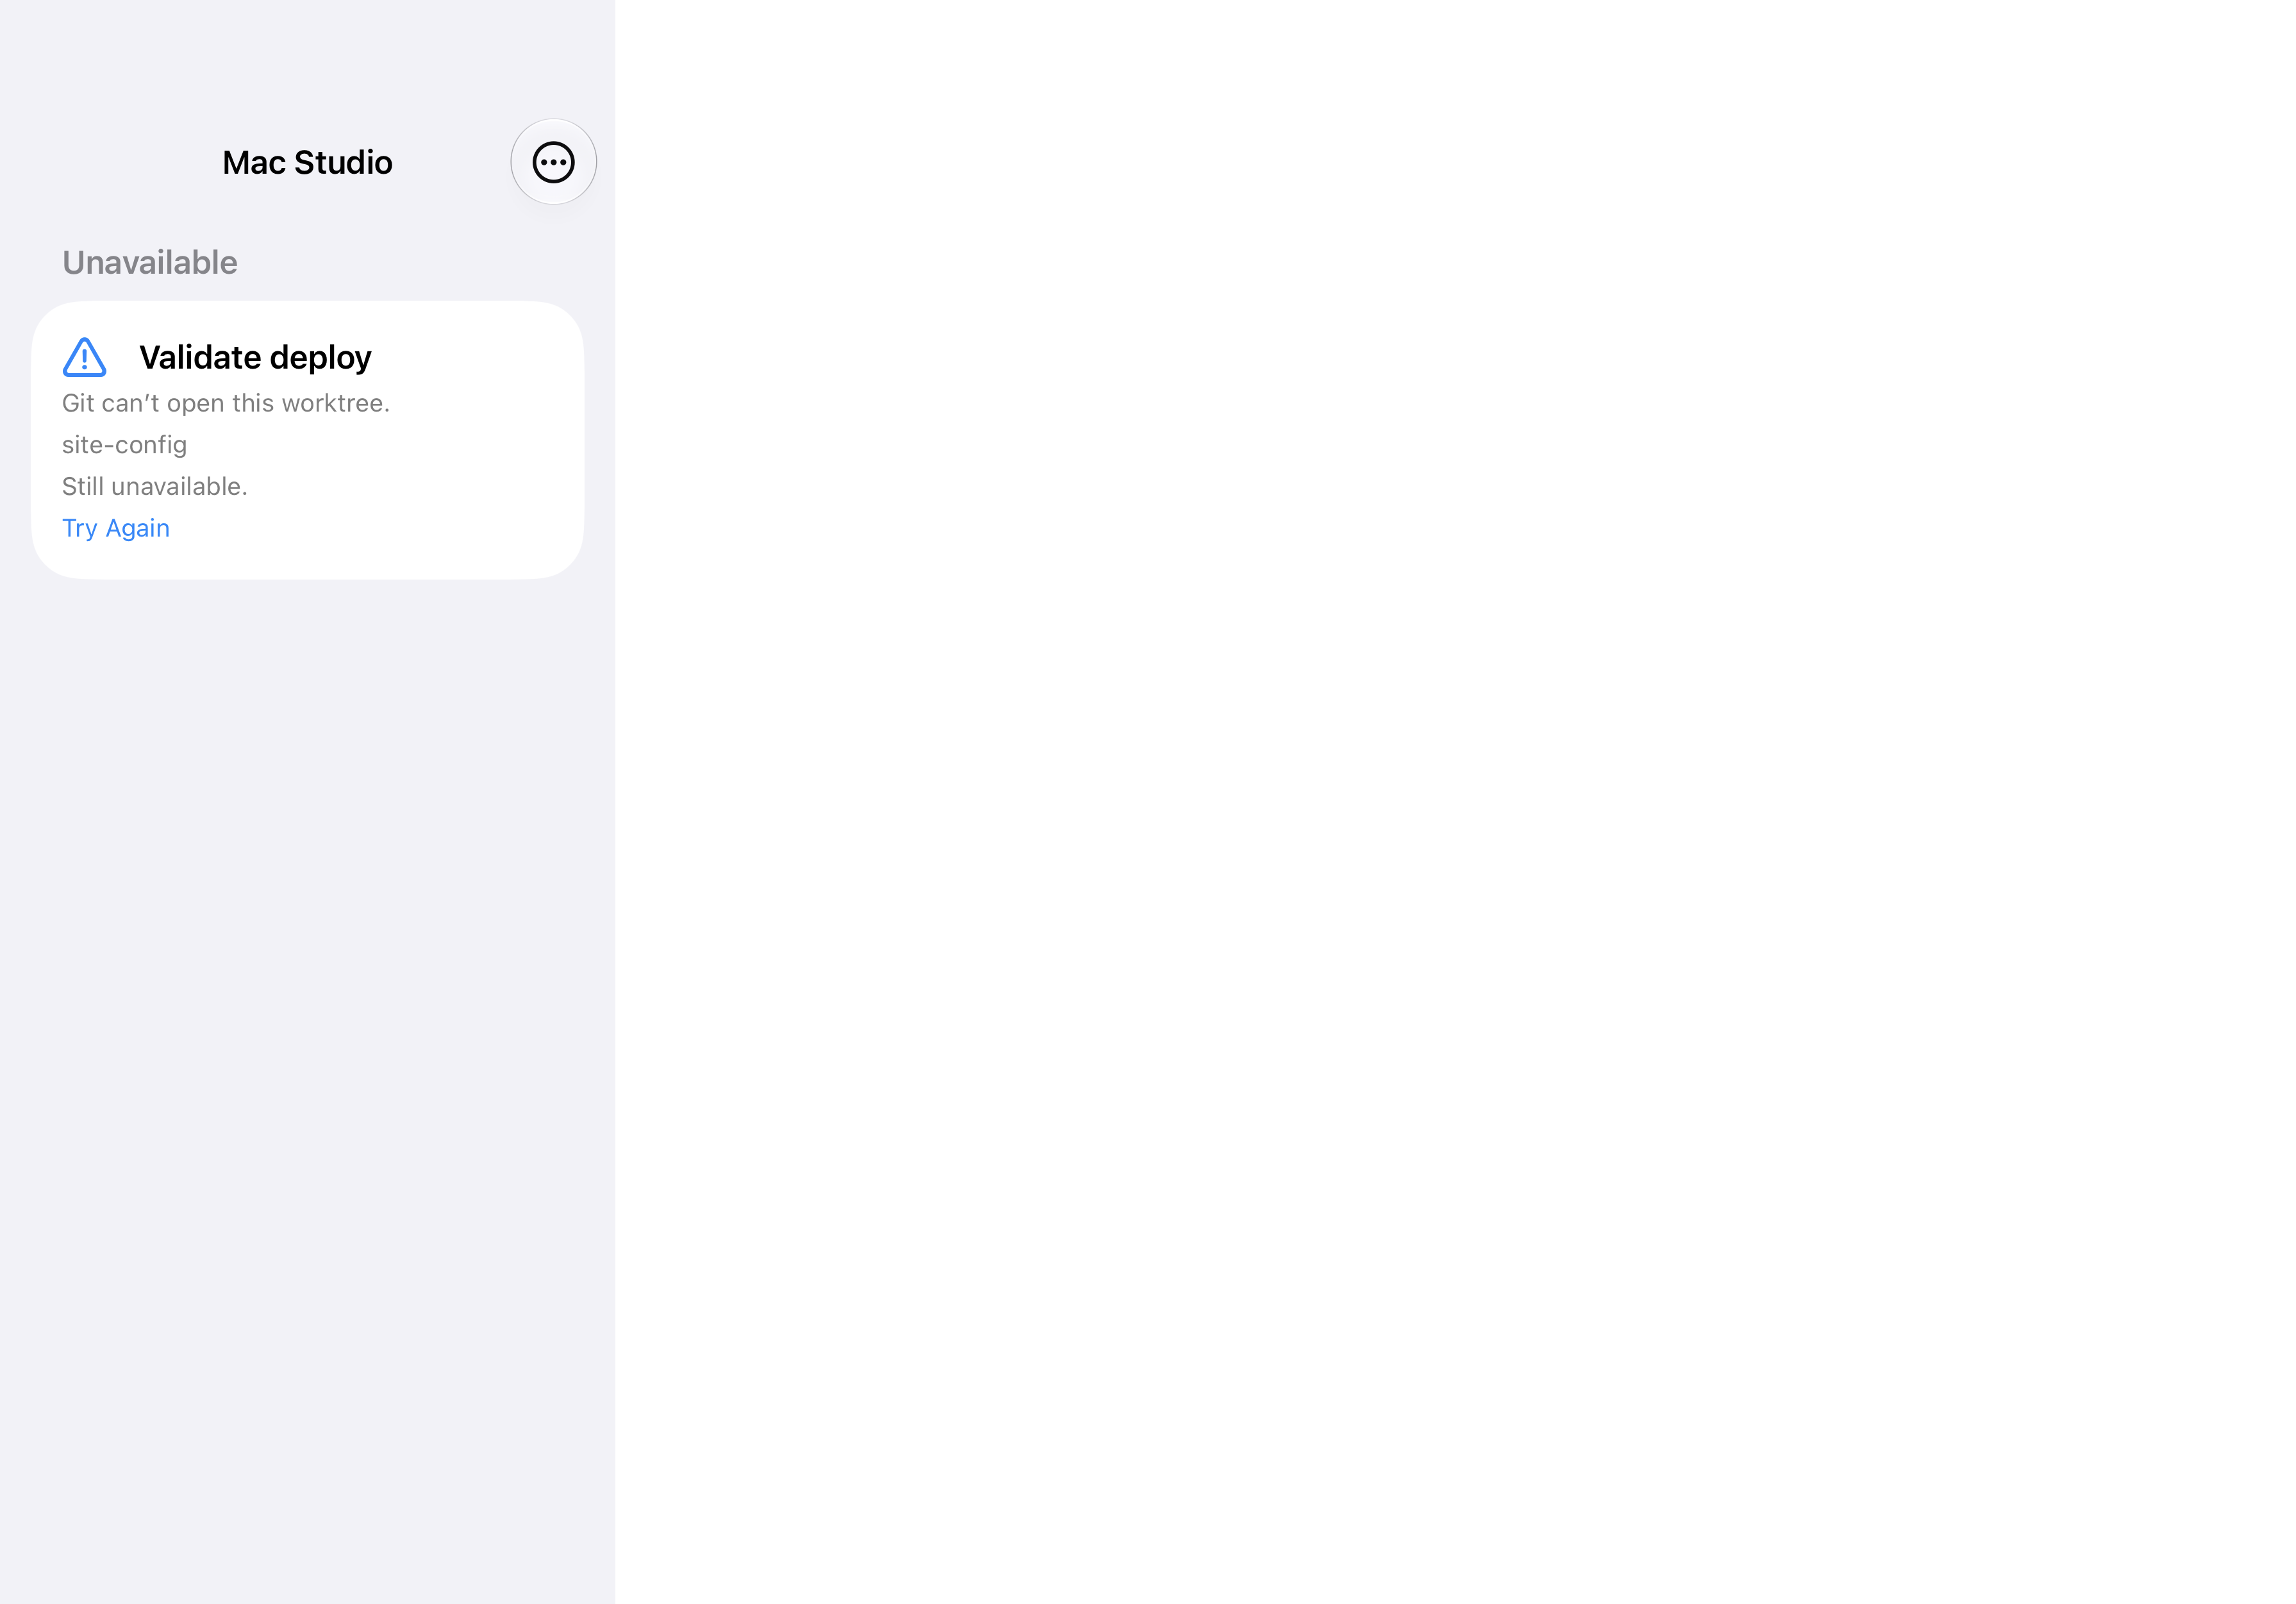 Mac Studio
Unavailable
Validate deploy
Git can’t open this worktree.
site-config
Still unavailable.
Try Again